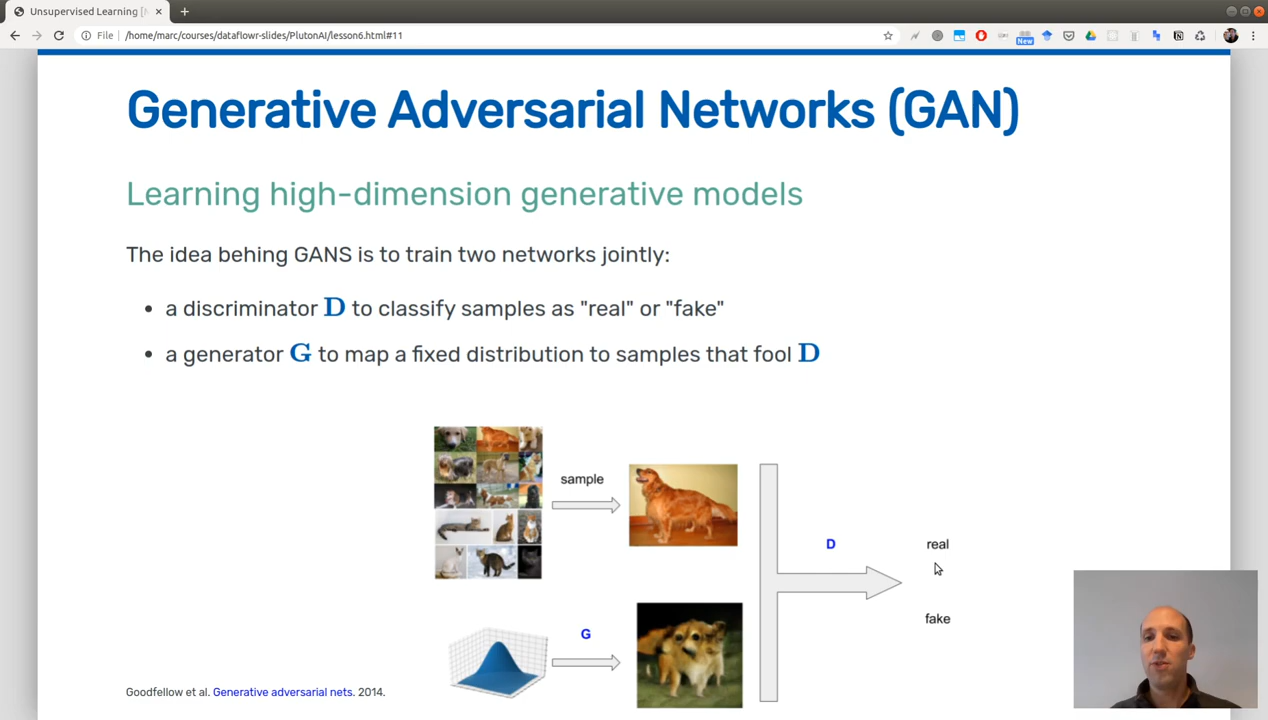 Unsupervised Learning [
File
/home/marc/courses/dataflowr-slides/PlutonAI/lesson6.html#11
New
Generative Adversarial Networks (GAN)
Learning high-dimension generative models
The idea behing GANS is to train two networks jointly:
• a discriminator D to classify samples as "real" or "fake"
• a generator G to map a fixed distribution to samples that fool D
sample
D
real
fake
G
Goodfellow et al. Generative adversarial nets. 2014.